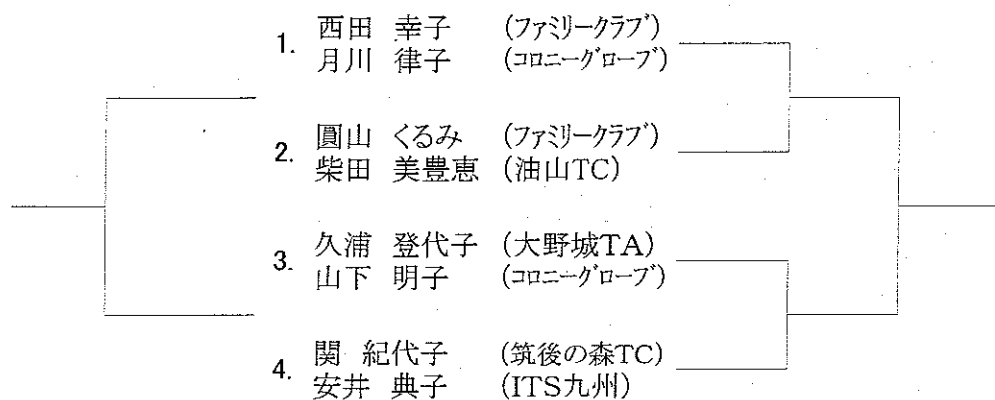 1. 西田 幸子 (ファミリークラブ)
月川 律子 (コロニーグローブ)
2. 圓山 くるみ (ファミリークラブ)
柴田 美豊恵 (油山TC)
3. 久浦 登代子 (大野城TA)
山下 明子 (コロニーグローブ)
4. 関 紀代子 (筑後の森TC)
安井 典子 (ITS九州)